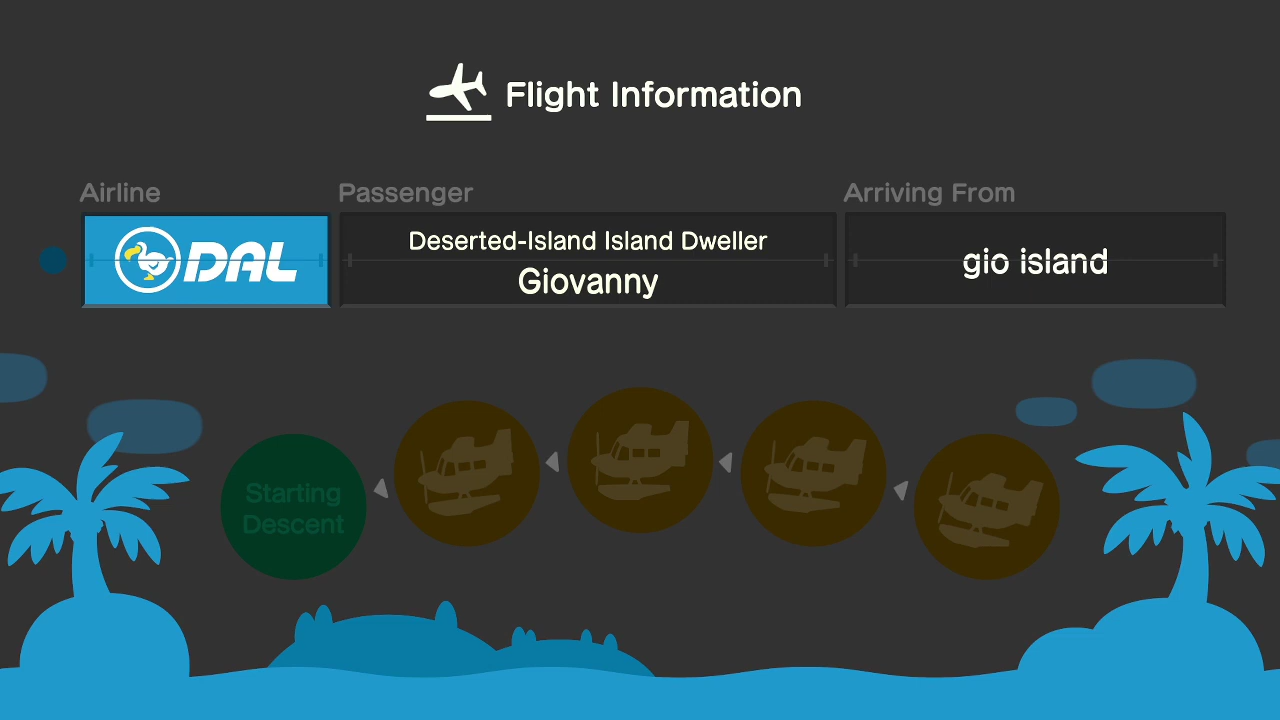 Flight Information
Airline
Passenger
Arriving From
DAL
Deserted-Island Island Dweller
Giovanny
gio island
Starting
Descent